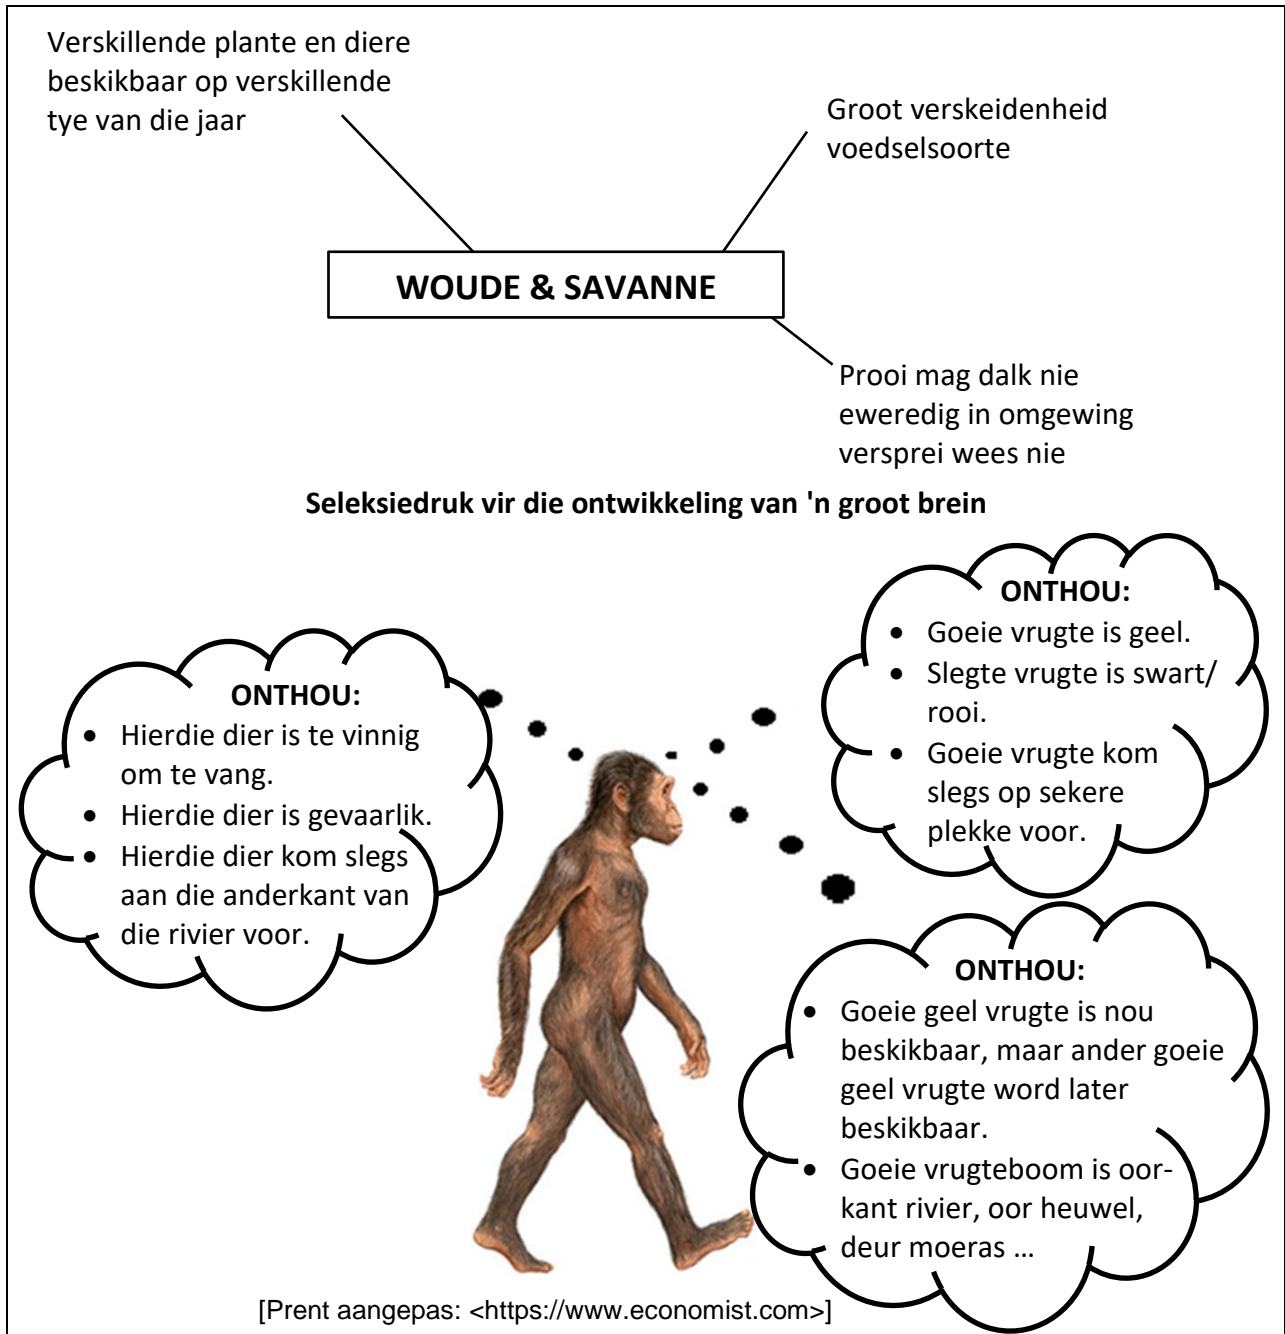 Verskillende plante en diere
beskikbaar op verskillende
tye van die jaar
Groot verskeidenheid
voedselsoorte
WOUDE & SAVANNE
Prooi mag dalk nie
eweredig in omgewing
versprei wees nie
Seleksiedruk vir die ontwikkeling van 'n groot brein
ONTHOU:
• Hierdie dier is te vinnig
om te vang.
• Hierdie dier is gevaarlik.
• Hierdie dier kom slegs
aan die anderkant van
die rivier voor.
ONTHOU:
• Goeie vrugte is geel.
• Slegte vrugte is swart/
rooi.
• Goeie vrugte kom
slegs op sekere
plekke voor.
ONTHOU:
• Goeie geel vrugte is nou
beskikbaar, maar ander goeie
geel vrugte word later
beskikbaar.
• Goeie vrugteboom is oor-
kant rivier, oor heuwel,
deur moeras ...
[Prent aangepas: <https://www.economist.com>]